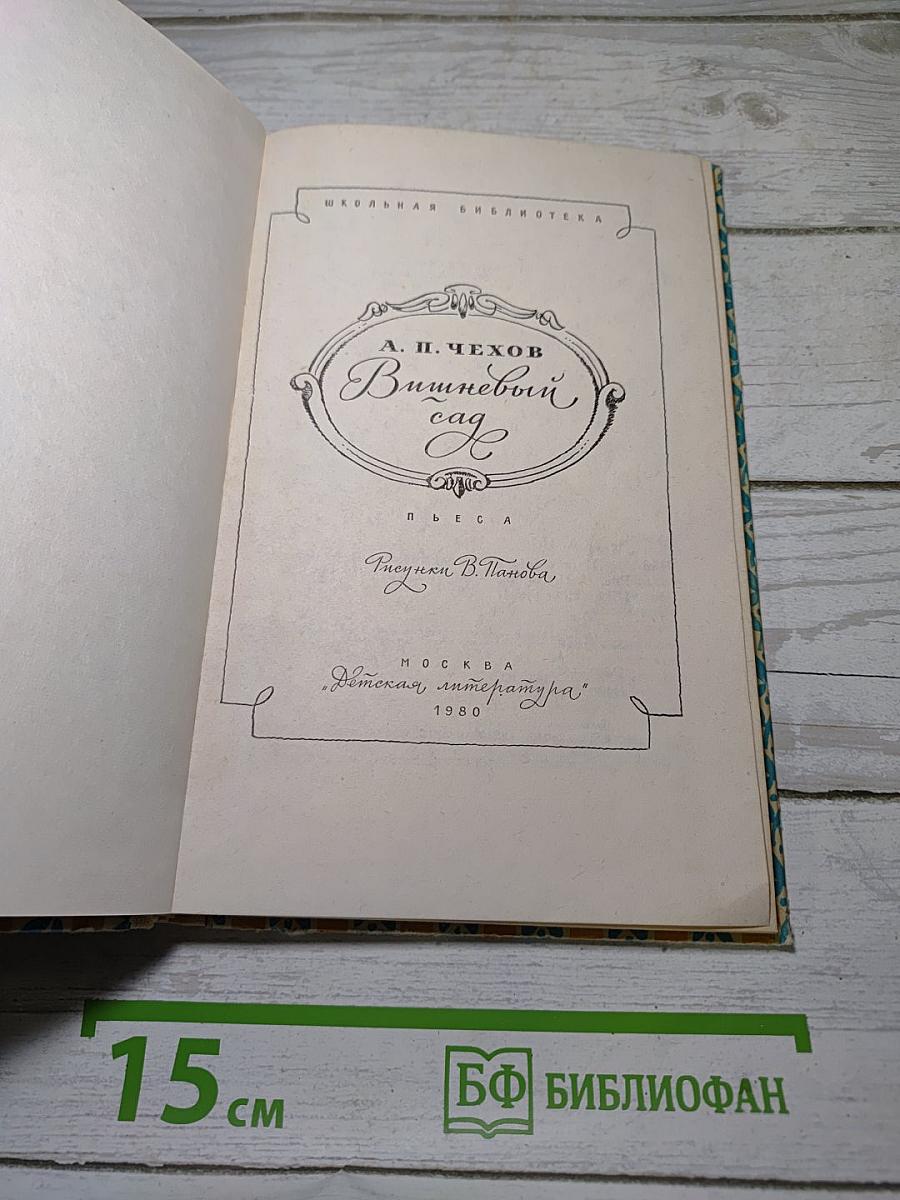 ШКОЛЬНАЯ БИБЛИОТЕКА
А. П. ЧЕХОВ
Вишневый
сад
ПЬЕСА
Рисунки В. Панова
МОСКВА
„Детская литература"
1980
15 см
БФ БИБЛИОФАН